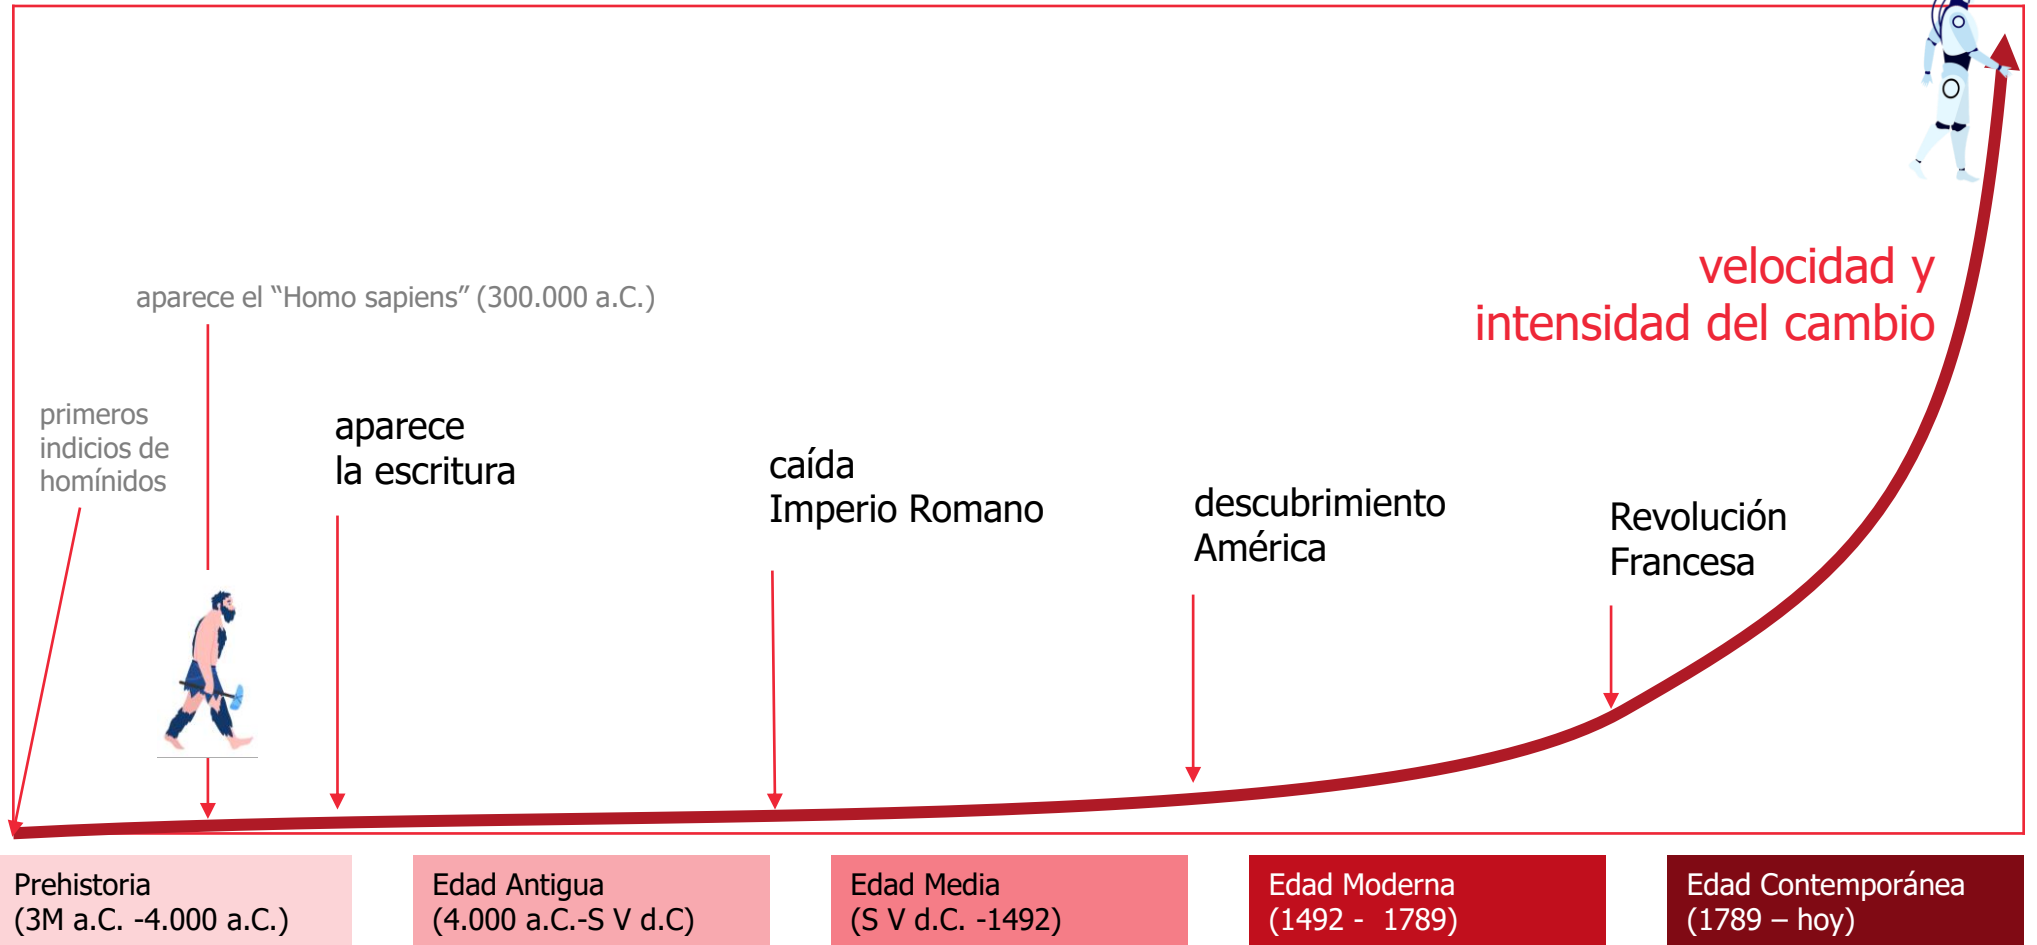 velocidad y
intensidad del cambio
aparece el “Homo sapiens” (300.000 a.C.)
primeros
indicios de
homínidos
aparece
la escritura
caída
Imperio Romano
descubrimiento
América
Revolución
Francesa
Prehistoria
(3M a.C. -4.000 a.C.)
Edad Antigua
(4.000 a.C.-S V d.C)
Edad Media
(S V d.C. -1492)
Edad Moderna
(1492 -  1789)
Edad Contemporánea
(1789 – hoy)